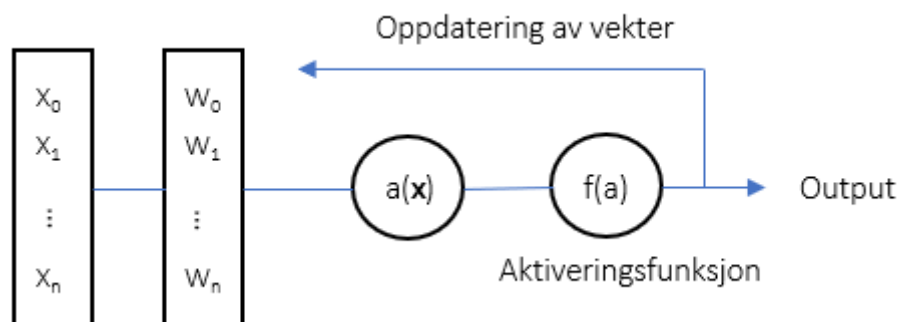 Oppdatering av vekter
X₀
X₁
⋮
Xₙ
W₀
W₁
⋮
Wₙ
a(x)
f(a)
Output
Aktiveringsfunksjon